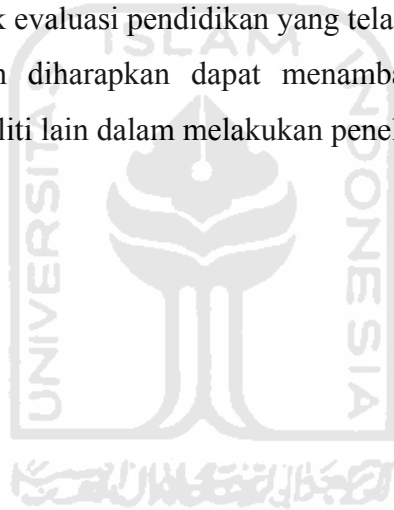 k evaluasi pendidikan yang tela
n diharapkan dapat menamba
liti lain dalam melakukan penel
ISLAM
UNIVERSITAS
INDONESIA